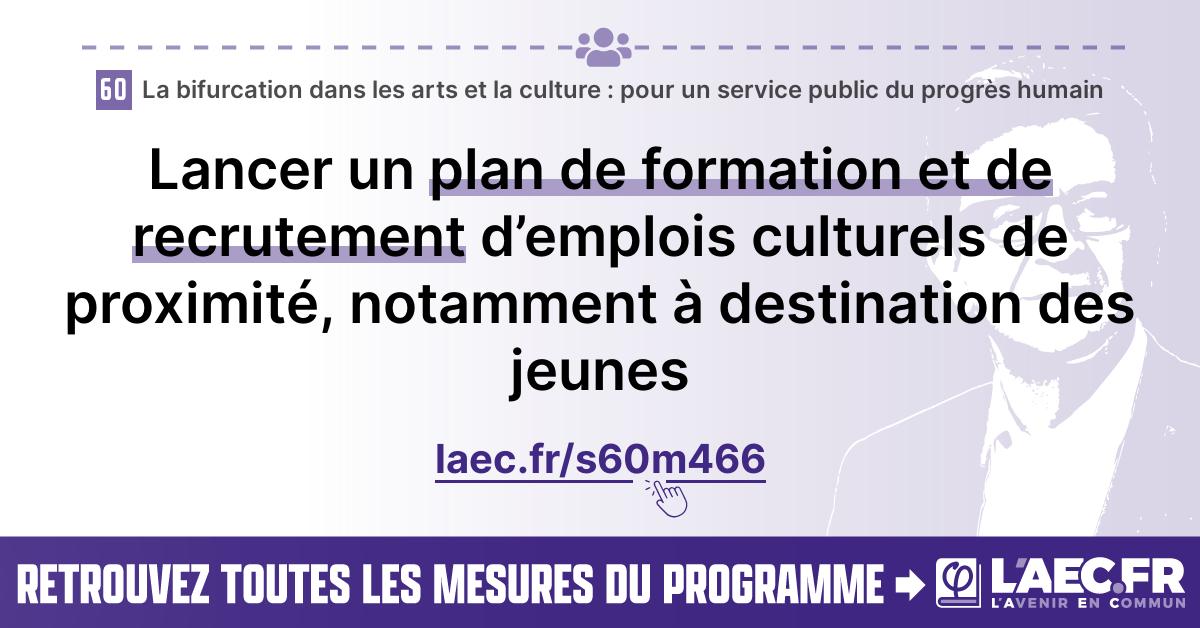 60 La bifurcation dans les arts et la culture : pour un service public du progrès humain
Lancer un plan de formation et de
recrutement d’emplois culturels de
proximité, notamment à destination des
jeunes
laec.fr/s60m466
RETROUVEZ TOUTES LES MESURES DU PROGRAMME
φ L'AEC.FR
L'AVENIR EN COMMUN